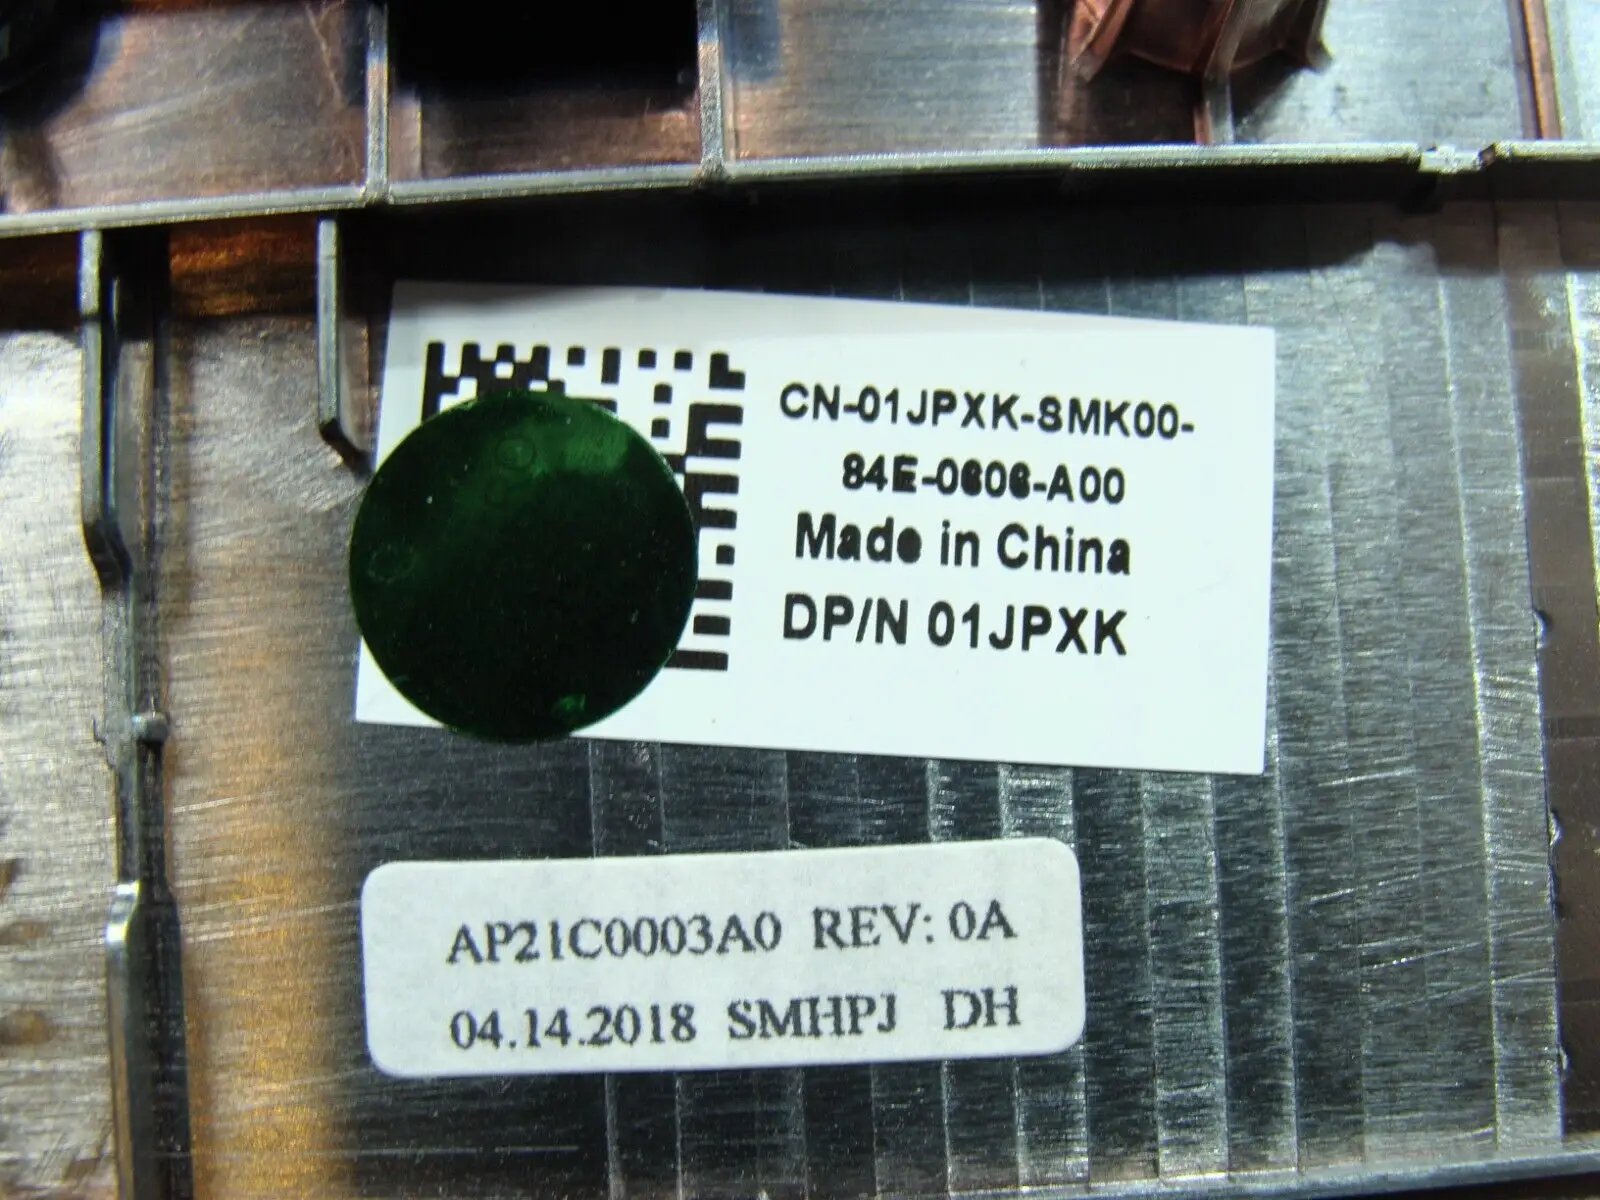 CN-01JPXK-SMK00-
84E-0606-A00
Made in China
DP/N 01JPXK
AP21C0003A0 REV: 0A
04.14.2018 SMHPJ DH